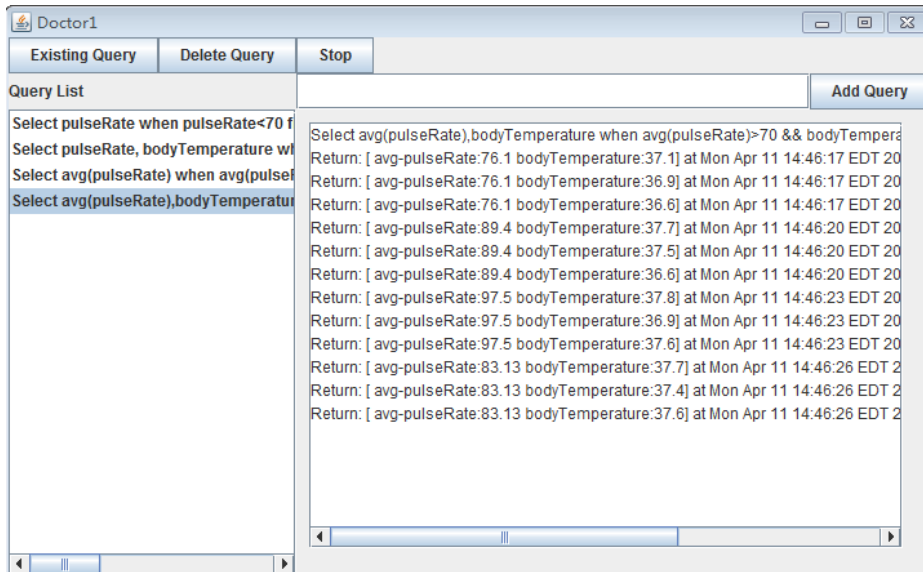 Doctor1
Existing Query Delete Query Stop
Query List
Add Query
Select pulseRate when pulseRate<70 f
Select pulseRate, bodyTemperature wh
Select avg(pulseRate) when avg(pulseR
Select avg(pulseRate),bodyTemperatur
Select avg(pulseRate),bodyTemperature when avg(pulseRate)>70 && bodyTempera
Return: [ avg-pulseRate:76.1 bodyTemperature:37.1] at Mon Apr 11 14:46:17 EDT 20
Return: [ avg-pulseRate:76.1 bodyTemperature:36.9] at Mon Apr 11 14:46:17 EDT 20
Return: [ avg-pulseRate:76.1 bodyTemperature:36.6] at Mon Apr 11 14:46:17 EDT 20
Return: [ avg-pulseRate:89.4 bodyTemperature:37.7] at Mon Apr 11 14:46:20 EDT 20
Return: [ avg-pulseRate:89.4 bodyTemperature:37.5] at Mon Apr 11 14:46:20 EDT 20
Return: [ avg-pulseRate:89.4 bodyTemperature:36.6] at Mon Apr 11 14:46:20 EDT 20
Return: [ avg-pulseRate:97.5 bodyTemperature:37.8] at Mon Apr 11 14:46:23 EDT 20
Return: [ avg-pulseRate:97.5 bodyTemperature:36.9] at Mon Apr 11 14:46:23 EDT 20
Return: [ avg-pulseRate:97.5 bodyTemperature:37.6] at Mon Apr 11 14:46:23 EDT 20
Return: [ avg-pulseRate:83.13 bodyTemperature:37.7] at Mon Apr 11 14:46:26 EDT 2
Return: [ avg-pulseRate:83.13 bodyTemperature:37.4] at Mon Apr 11 14:46:26 EDT 2
Return: [ avg-pulseRate:83.13 bodyTemperature:37.6] at Mon Apr 11 14:46:26 EDT 2